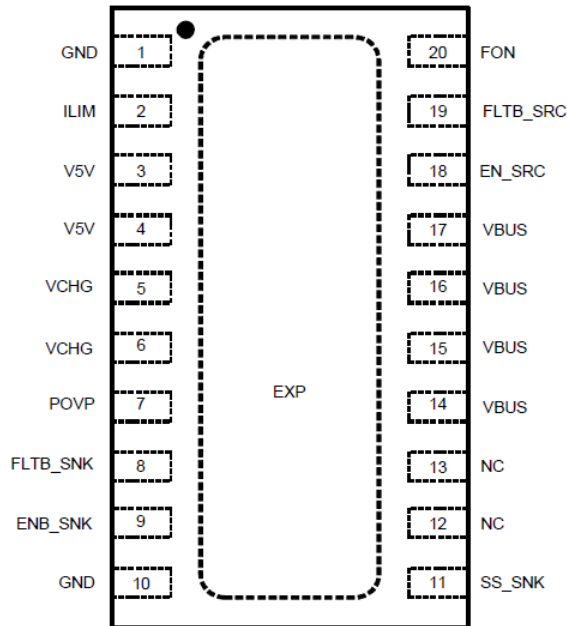 GND 1 20 FON
ILIM 2 19 FLTB_SRC
V5V 3 18 EN_SRC
V5V 4 17 VBUS
VCHG 5 16 VBUS
VCHG 6 15 VBUS
EXP
POVP 7 14 VBUS
FLTB_SNK 8 13 NC
ENB_SNK 9 12 NC
GND 10 11 SS_SNK